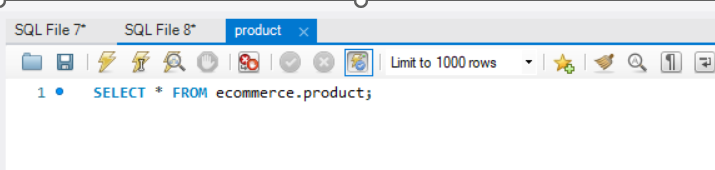 SQL File 7* SQL File 8* product
Limit to 1000 rows
1 SELECT * FROM ecommerce.product;